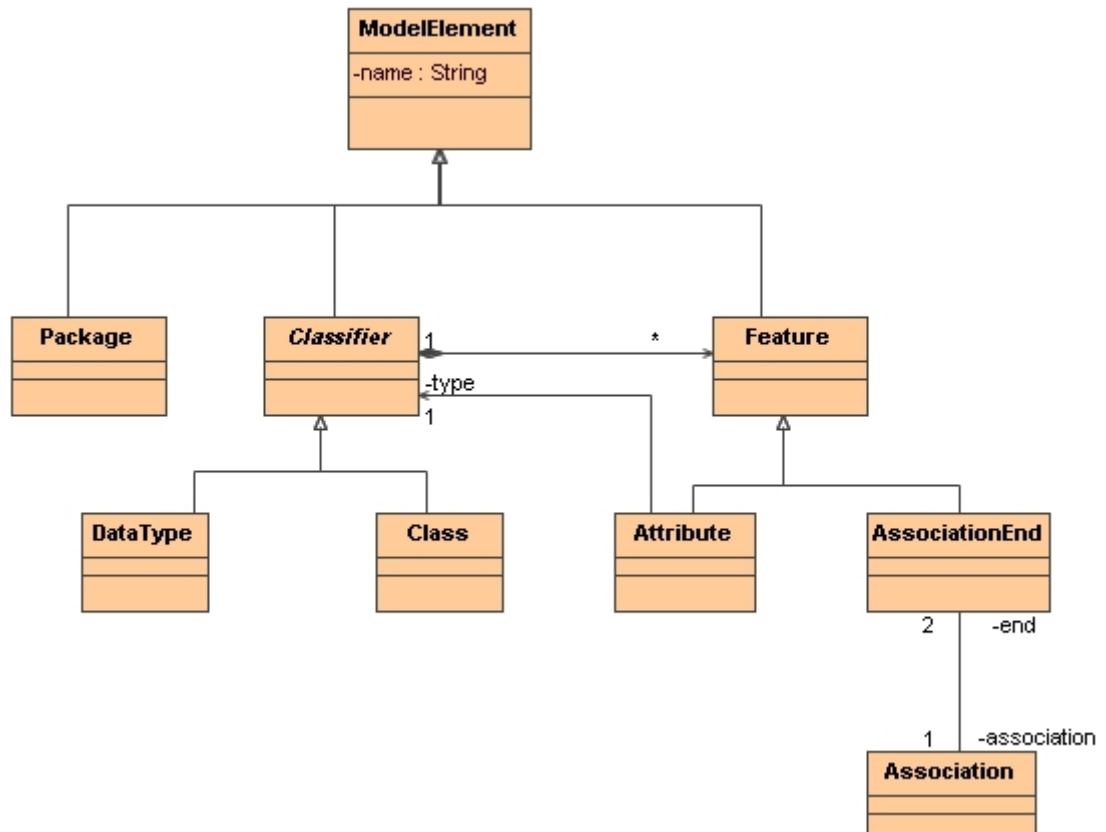 ModelElement
-name : String
Package
Classifier
1
*
Feature
-type
1
DataType
Class
Attribute
AssociationEnd
2
-end
1
-association
Association